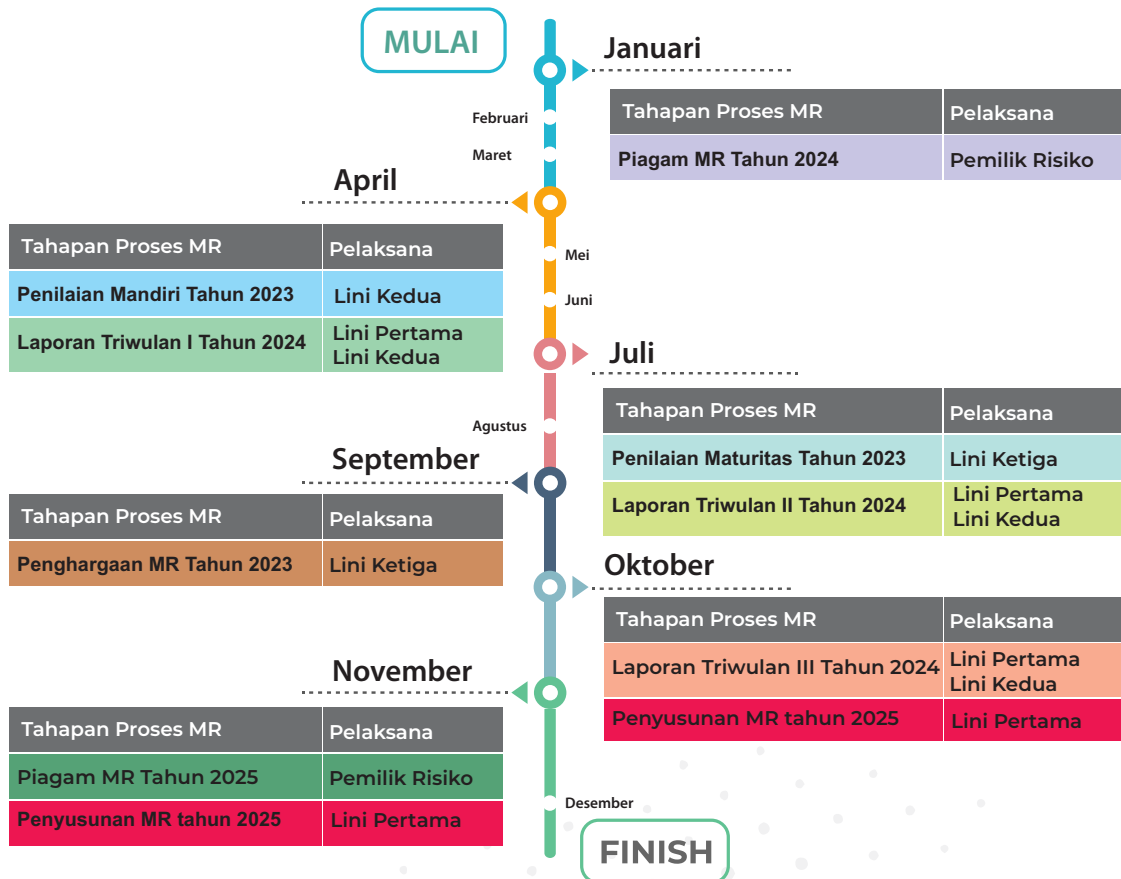 MULAI
Januari
Tahapan Proses MR Pelaksana
Piagam MR Tahun 2024 Pemilik Risiko
Februari
Maret
April
Tahapan Proses MR Pelaksana
Penilaian Mandiri Tahun 2023 Lini Kedua
Laporan Triwulan I Tahun 2024 Lini Pertama
Lini Kedua
Mei
Juni
Juli
Tahapan Proses MR Pelaksana
Penilaian Maturitas Tahun 2023 Lini Ketiga
Laporan Triwulan II Tahun 2024 Lini Pertama
Lini Kedua
Agustus
September
Tahapan Proses MR Pelaksana
Penghargaan MR Tahun 2023 Lini Ketiga
Oktober
Tahapan Proses MR Pelaksana
Laporan Triwulan III Tahun 2024 Lini Pertama
Lini Kedua
Penyusunan MR tahun 2025 Lini Pertama
November
Tahapan Proses MR Pelaksana
Piagam MR Tahun 2025 Pemilik Risiko
Penyusunan MR tahun 2025 Lini Pertama
Desember
FINISH